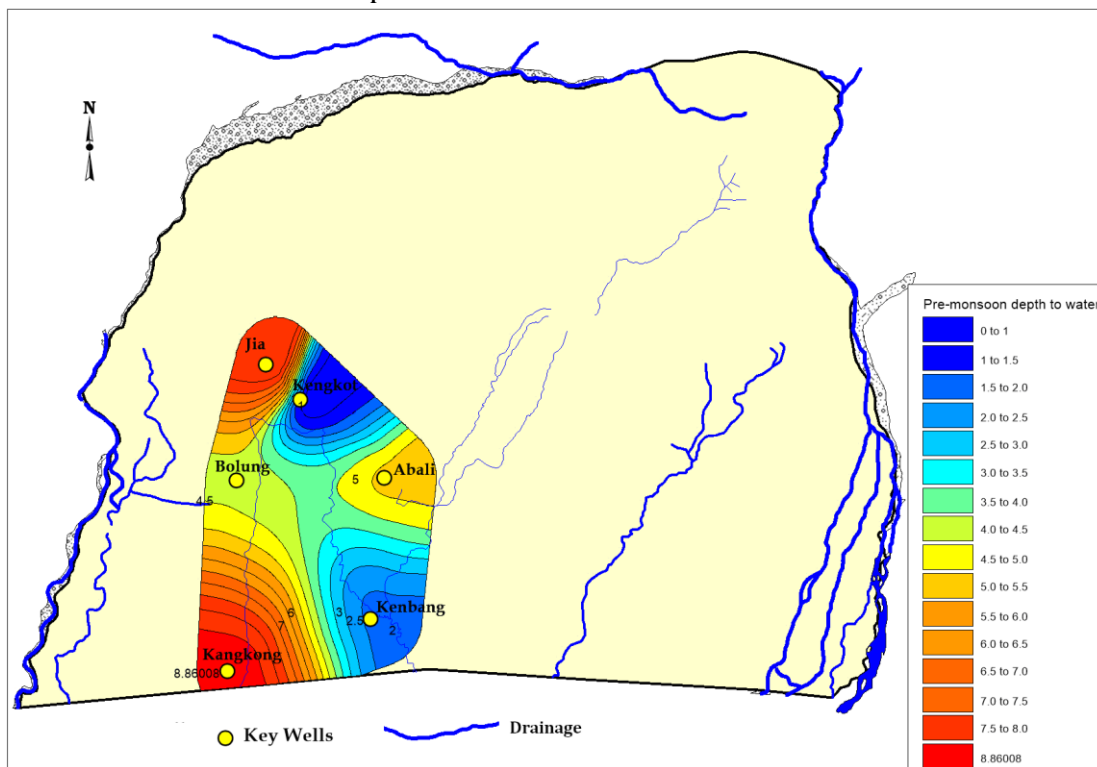 N
Jia
Kengkol
1
Bolung
Abali
5
4.5
6
7
3
2.5
2
Kenbang
Kangkong
8.86008
Key Wells
Drainage
Pre-monsoon depth to water
0 to 1
1 to 1.5
1.5 to 2.0
2.0 to 2.5
2.5 to 3.0
3.0 to 3.5
3.5 to 4.0
4.0 to 4.5
4.5 to 5.0
5.0 to 5.5
5.5 to 6.0
6.0 to 6.5
6.5 to 7.0
7.0 to 7.5
7.5 to 8.0
8.86008